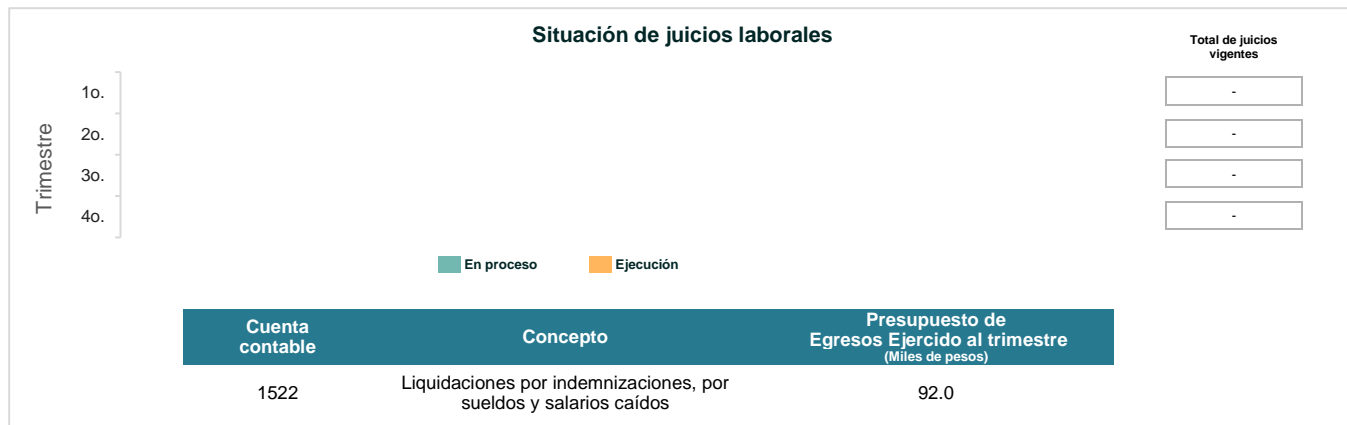 Situación de juicios laborales
Total de juicios
vigentes
Trimestre
1o.
-
2o.
-
3o.
-
4o.
-
En proceso
Ejecución
Cuenta
contable
Concepto
Presupuesto de
Egresos Ejercido al trimestre
(Miles de pesos)
1522
Liquidaciones por indemnizaciones, por
sueldos y salarios caídos
92.0